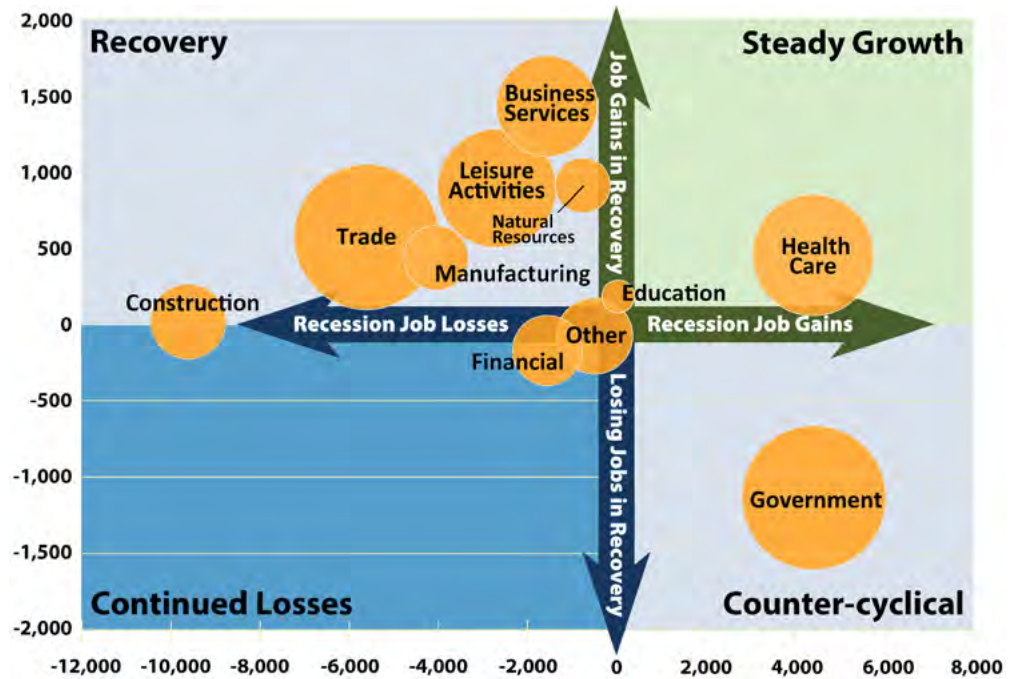 2,000
Recovery
Steady Growth
1,500
1,000
500
0
-500
-1,000
-1,500
-2,000
Job Gains in Recovery
Business
Services
Leisure
Activities
Natural
Resources
Trade
Manufacturing
Health
Care
Construction
Education
Recession Job Losses
Other
Recession Job Gains
Financial
Losing Jobs in Recovery
Government
Continued Losses
Counter-cyclical
-12,000
-10,000
-8,000
-6,000
-4,000
-2,000
0
2,000
4,000
6,000
8,000